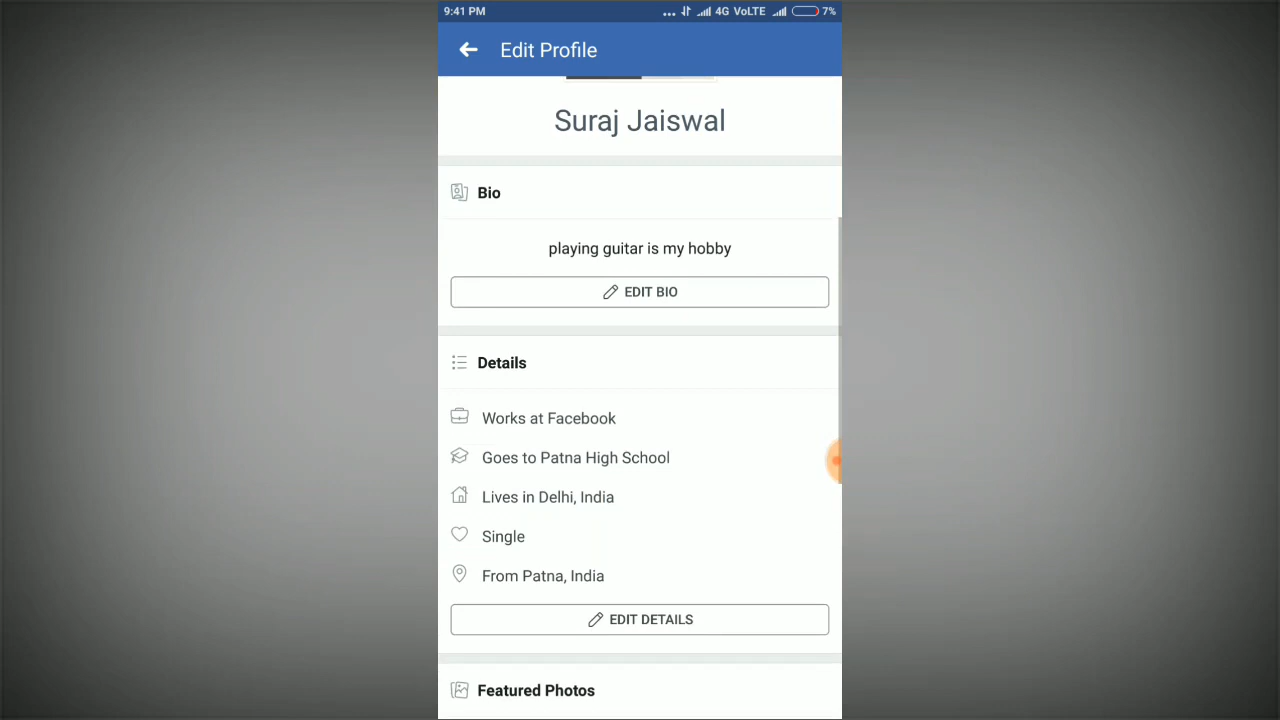 9:41 PM ... 4G VoLTE 7%
Edit Profile
Suraj Jaiswal
Bio
playing guitar is my hobby
EDIT BIO
Details
Works at Facebook
Goes to Patna High School
Lives in Delhi, India
Single
From Patna, India
EDIT DETAILS
Featured Photos